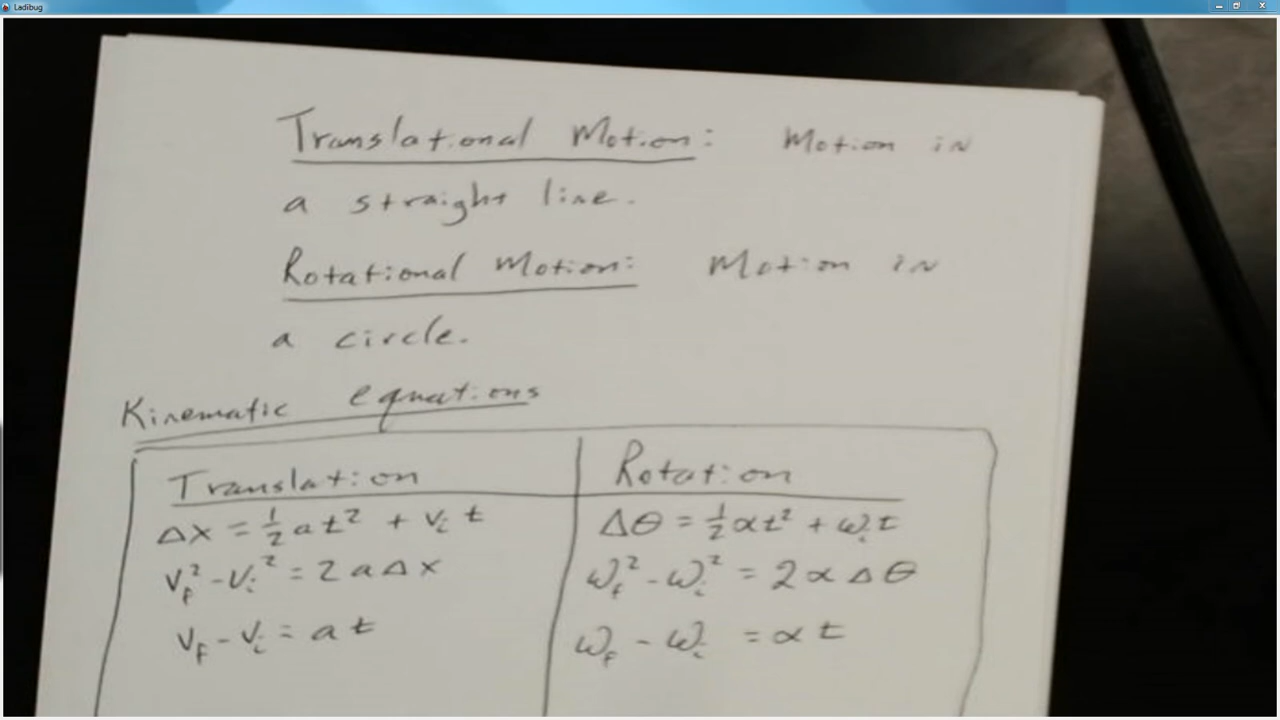 Ladibug
Translational Motion: Motion in
a straight line.
Rotational Motion: Motion in
a circle.
Kinematic equations
Translation
Rotation
Δx = ½at² + vᵢt
Δθ = ½αt² + ωᵢt
v_f² - vᵢ² = 2aΔx
ω_f² - ωᵢ² = 2αΔθ
v_f - vᵢ = at
ω_f - ωᵢ = αt